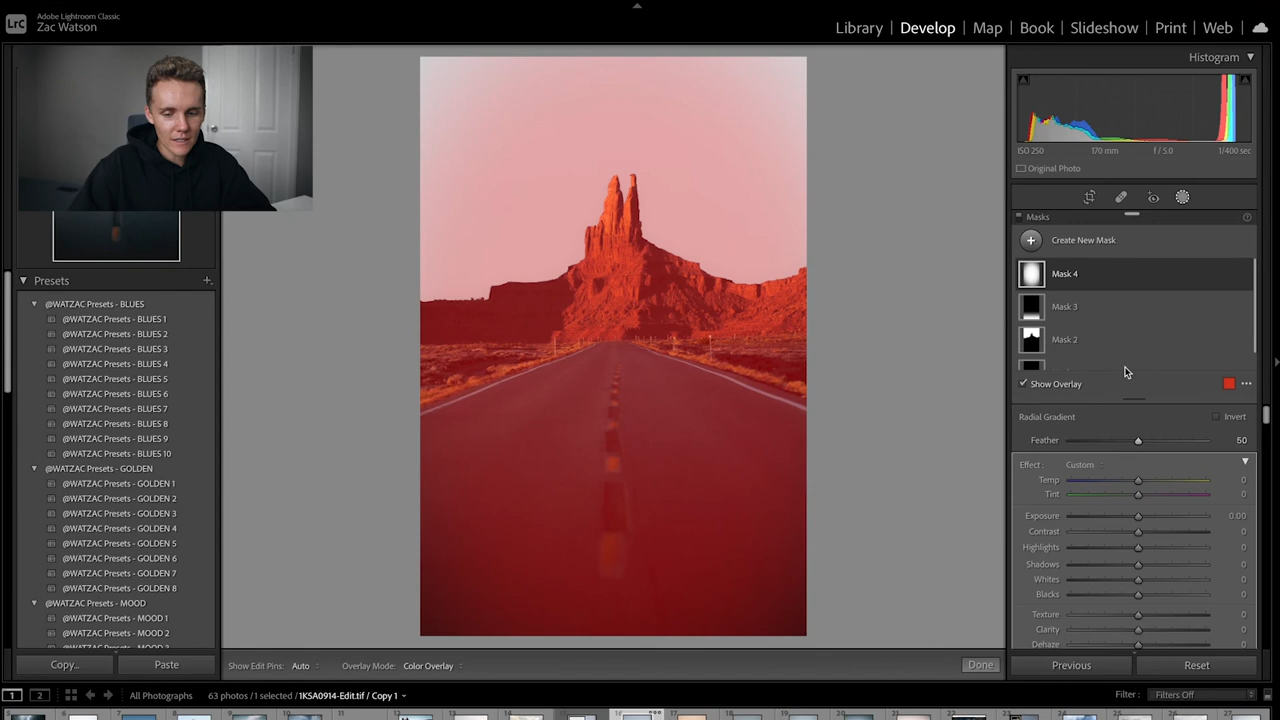 LrC
Adobe Lightroom Classic
Zac Watson
Library | Develop | Map | Book | Slideshow | Print | Web
Histogram
ISO 250 170 mm f / 5.0 1/400 sec
Original Photo
Masks
Create New Mask
Mask 4
Mask 3
Mask 2
Show Overlay
Radial Gradient Invert
Feather 50
Effect : Custom
Temp 0
Tint 0
Exposure 0.00
Contrast 0
Highlights 0
Shadows 0
Whites 0
Blacks 0
Texture 0
Clarity 0
Dehaze 0
Previous Reset
Presets
@WATZAC Presets - BLUES
@WATZAC Presets - BLUES 1
@WATZAC Presets - BLUES 2
@WATZAC Presets - BLUES 3
@WATZAC Presets - BLUES 4
@WATZAC Presets - BLUES 5
@WATZAC Presets - BLUES 6
@WATZAC Presets - BLUES 7
@WATZAC Presets - BLUES 8
@WATZAC Presets - BLUES 9
@WATZAC Presets - BLUES 10
@WATZAC Presets - GOLDEN
@WATZAC Presets - GOLDEN 1
@WATZAC Presets - GOLDEN 2
@WATZAC Presets - GOLDEN 3
@WATZAC Presets - GOLDEN 4
@WATZAC Presets - GOLDEN 5
@WATZAC Presets - GOLDEN 6
@WATZAC Presets - GOLDEN 7
@WATZAC Presets - GOLDEN 8
@WATZAC Presets - MOOD
@WATZAC Presets - MOOD 1
@WATZAC Presets - MOOD 2
Copy... Paste
Show Edit Pins: Auto Overlay Mode: Color Overlay Done
1 2 All Photographs 63 photos / 1 selected / 1KSA0914-Edit.tif / Copy 1 Filter : Filters Off